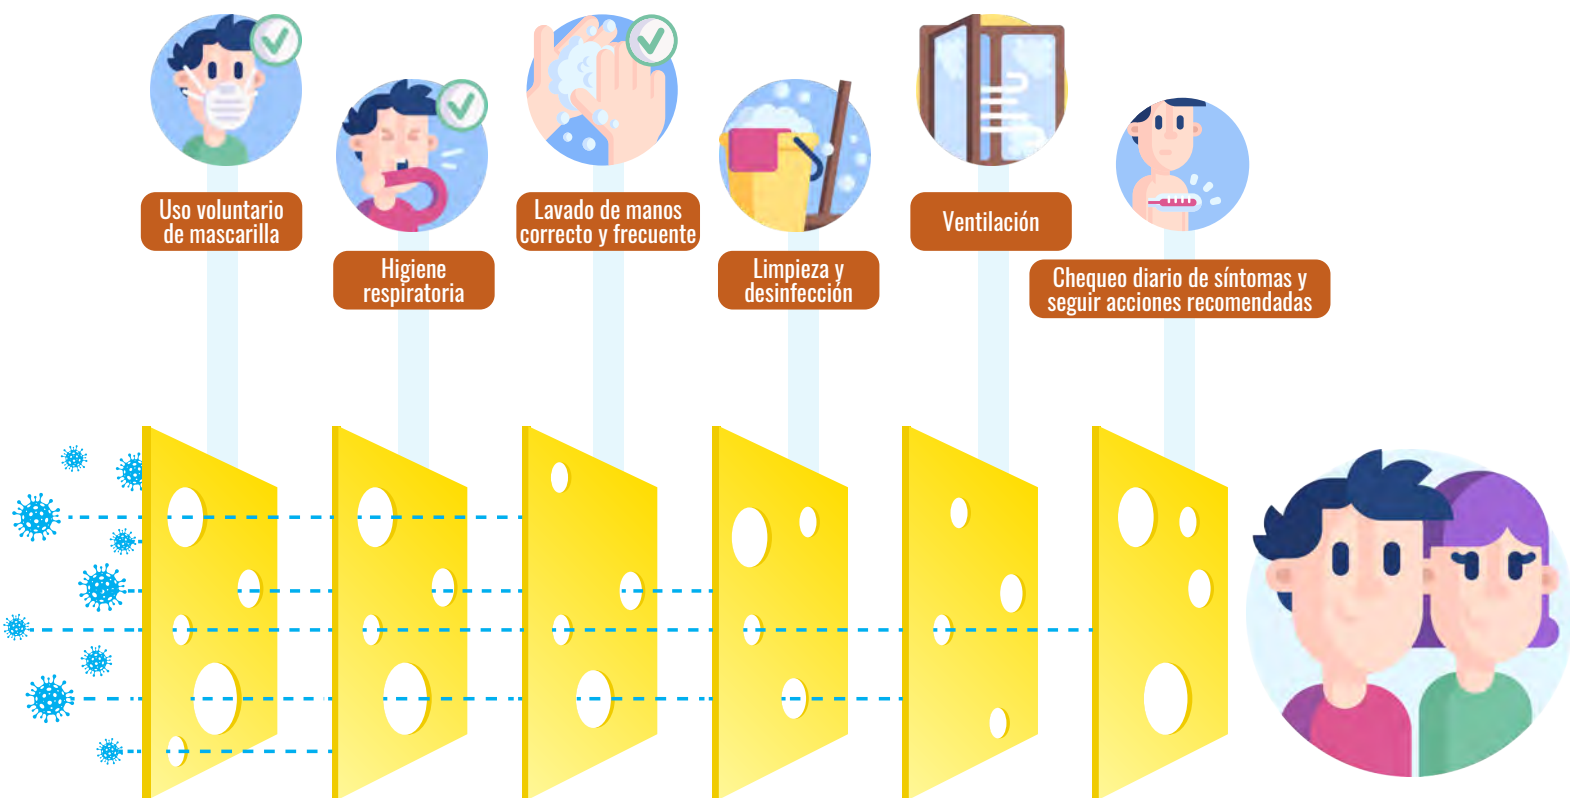 Uso voluntario
de mascarilla
Higiene
respiratoria
Lavado de manos
correcto y frecuente
Limpieza y
desinfección
Ventilación
Chequeo diario de síntomas y
seguir acciones recomendadas